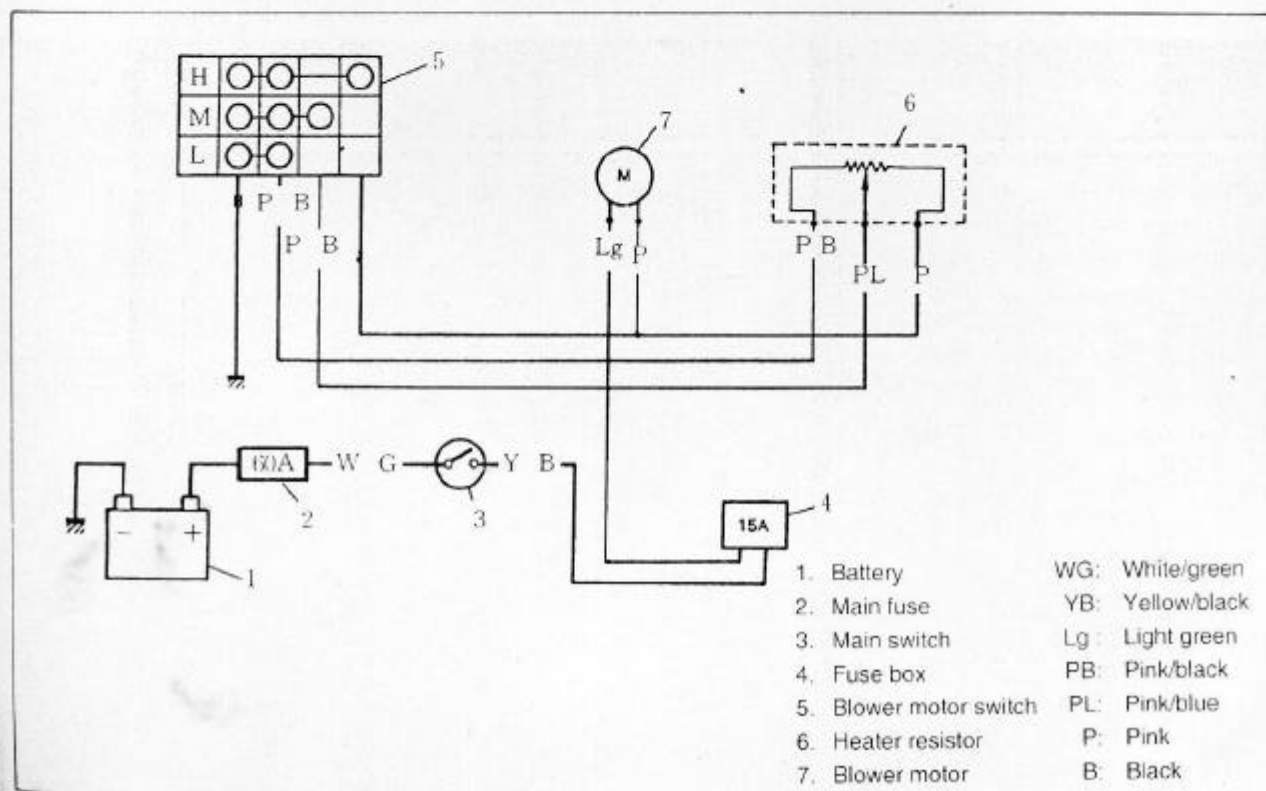 H
5
M
L
P B
P B
7
M
Lg P
6
P B
PL
P
60A
W G
Y B
2
3
- +
1
15A
4
1. Battery
2. Main fuse
3. Main switch
4. Fuse box
5. Blower motor switch
6. Heater resistor
7. Blower motor
WG: White/green
YB: Yellow/black
Lg : Light green
PB: Pink/black
PL: Pink/blue
P: Pink
B: Black